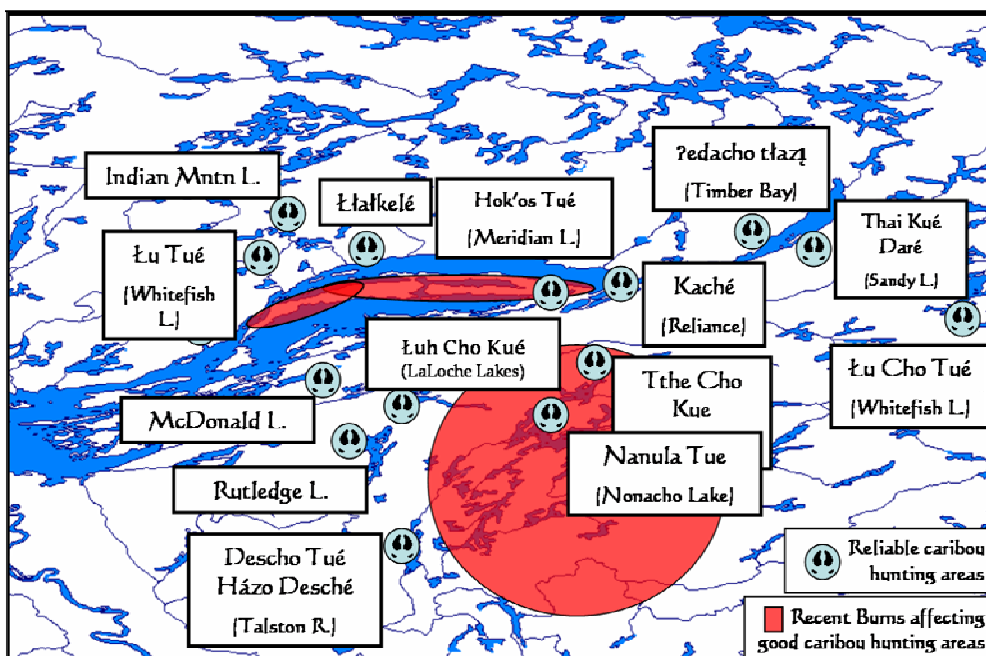 Ɂedacho tłazį
(Timber Bay)
Indian Mntn L.
Łłałkelé
Hok'os Tué
(Meridian L.)
Thai Kué
Daré
(Sandy L.)
Łu Tué
(Whitefish
L.)
Kaché
(Reliance)
Łuh Cho Kué
(LaLoche Lakes)
Tthe Cho
Kue
Łu Cho Tué
(Whitefish L.)
McDonald L.
Nanula Tue
(Nonacho Lake)
Rutledge L.
Descho Tué
Házo Desché
(Talston R.)
Reliable caribou
hunting areas
Recent Burns affecting
good caribou hunting areas